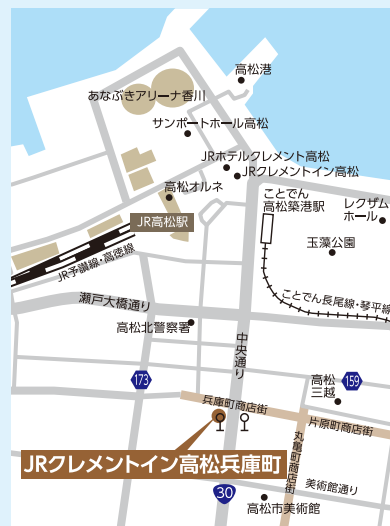 高松港
あなぶきアリーナ香川
サンポートホール高松
JRホテルクレメント高松
JRクレメントイン高松
高松オルネ
ことでん
高松築港駅
レクザム
ホール
JR高松駅
玉藻公園
JR予讃線・高徳線
ことでん長尾線・琴平線
瀬戸大橋通り
高松北警察署
中央通り
173
159
高松
三越
兵庫町商店街
片原町商店街
丸亀町商店街
JRクレメントイン高松兵庫町
美術館通り
30
高松市美術館